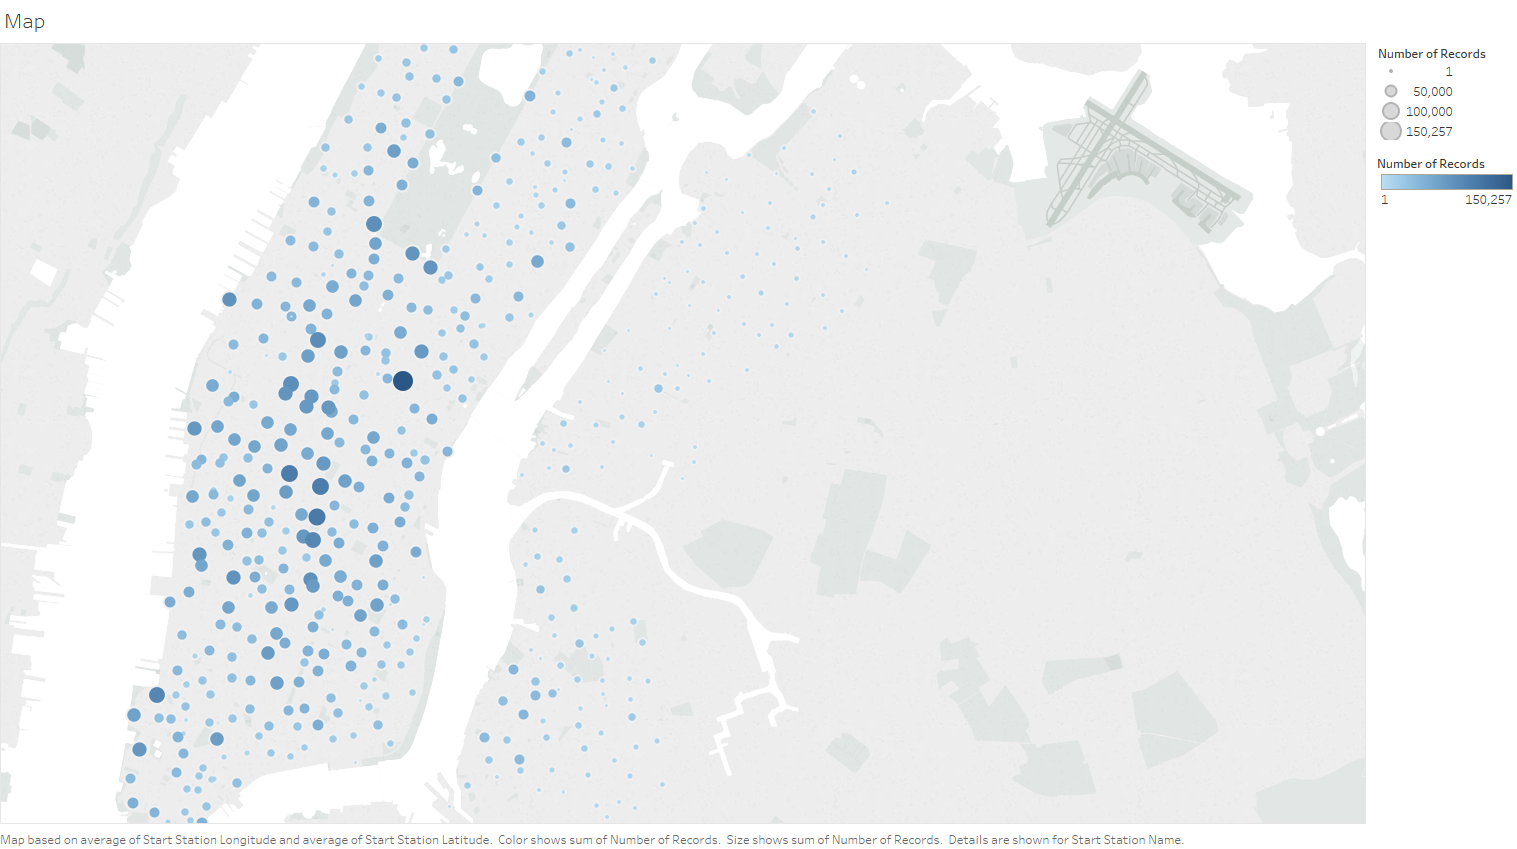 Map
Number of Records
1
50,000
100,000
150,257
Number of Records
1 150,257
Map based on average of Start Station Longitude and average of Start Station Latitude.  Color shows sum of Number of Records.  Size shows sum of Number of Records.  Details are shown for Start Station Name.